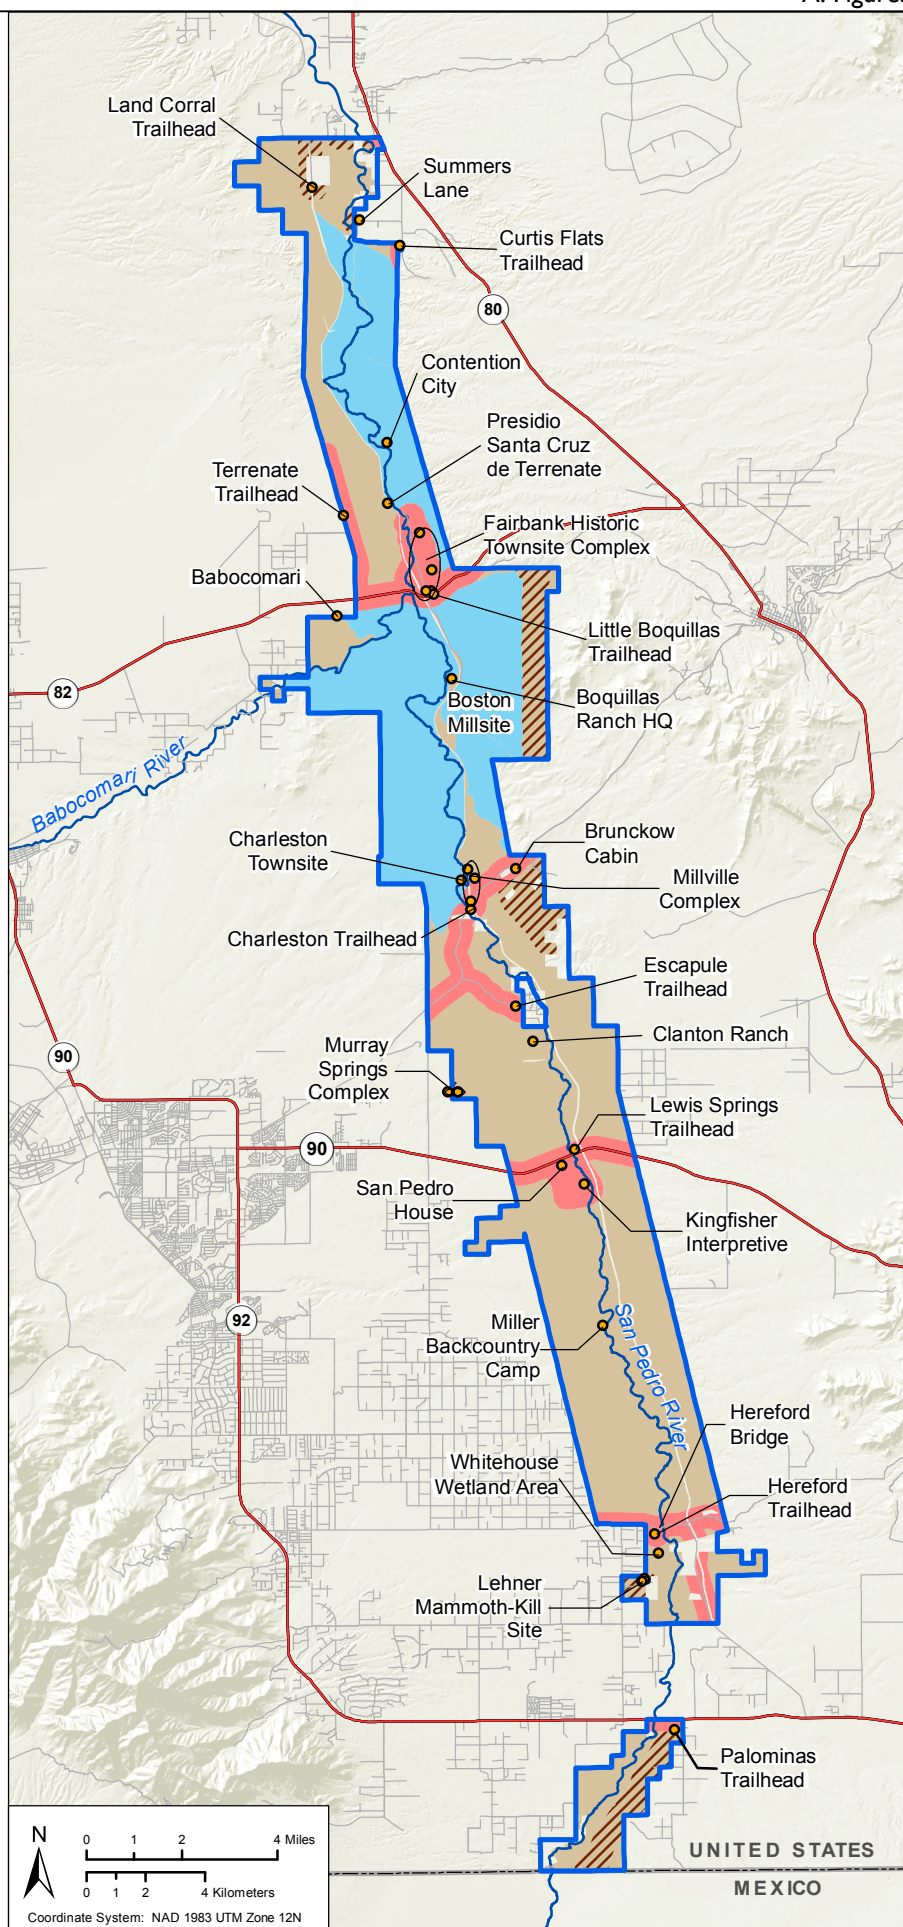 Land Corral
Trailhead
Summers
Lane
Curtis Flats
Trailhead
80
Contention
City
Presidio
Santa Cruz
de Terrenate
Terrenate
Trailhead
Fairbank Historic
Townsite Complex
Babocomari
Little Boquillas
Trailhead
82
Boston
Millsite
Boquillas
Ranch HQ
Babocomari River
Charleston
Townsite
Brunckow
Cabin
Millville
Complex
Charleston Trailhead
Escapule
Trailhead
Clanton Ranch
90
Murray
Springs
Complex
Lewis Springs
Trailhead
90
San Pedro
House
Kingfisher
Interpretive
92
Miller
Backcountry
Camp
San Pedro River
Hereford
Bridge
Whitehouse
Wetland Area
Hereford
Trailhead
Lehner
Mammoth-Kill
Site
Palominas
Trailhead
N
0 1 2 4 Miles
0 1 2 4 Kilometers
Coordinate System: NAD 1983 UTM Zone 12N
UNITED STATES
MEXICO